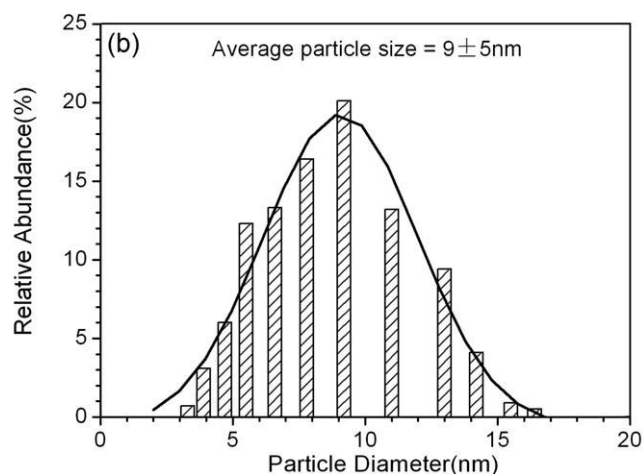 (b)
Average particle size = 9±5nm
Relative Abundance(%)
25
20
15
10
5
0
0 5 10 15 20
Particle Diameter(nm)